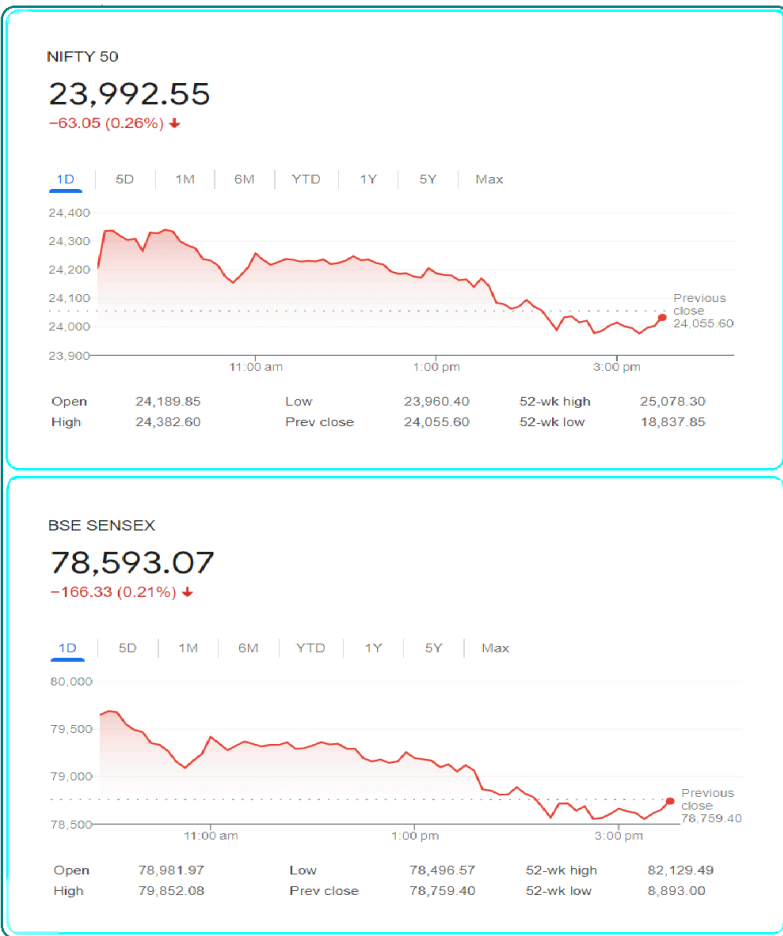 NIFTY 50
23,992.55
−63.05 (0.26%) ↓
1D 5D 1M 6M YTD 1Y 5Y Max
24,400
24,300
24,200
24,100
24,000
23,900
Previous
close
24,055.60
11:00 am 1:00 pm 3:00 pm
Open 24,189.85 Low 23,960.40 52-wk high 25,078.30
High 24,382.60 Prev close 24,055.60 52-wk low 18,837.85
BSE SENSEX
78,593.07
−166.33 (0.21%) ↓
1D 5D 1M 6M YTD 1Y 5Y Max
80,000
79,500
79,000
78,500
Previous
close
78,759.40
11:00 am 1:00 pm 3:00 pm
Open 78,981.97 Low 78,496.57 52-wk high 82,129.49
High 79,852.08 Prev close 78,759.40 52-wk low 8,893.00